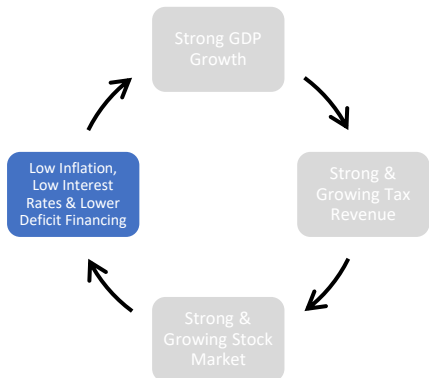 Strong GDP
Growth
Strong &
Growing Tax
Revenue
Strong &
Growing Stock
Market
Low Inflation,
Low Interest
Rates & Lower
Deficit Financing